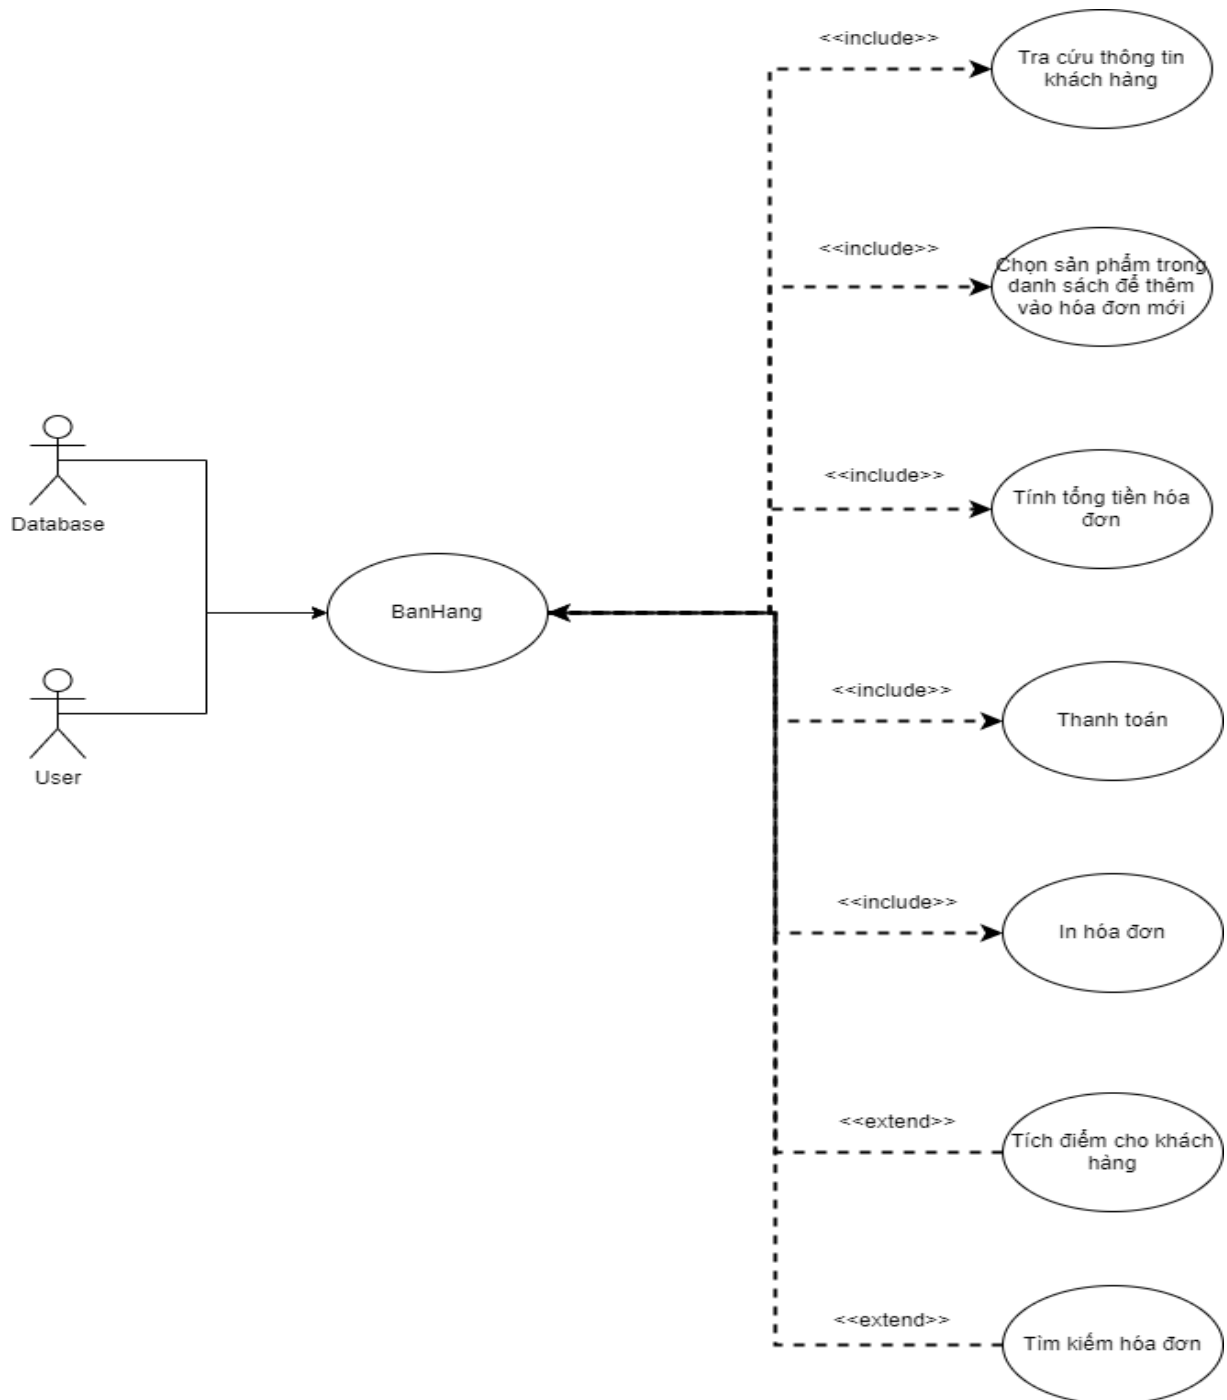 <<include>>
Tra cứu thông tin
khách hàng
<<include>>
Chọn sản phẩm trong
danh sách để thêm
vào hóa đơn mới
<<include>>
Tính tổng tiền hóa
đơn
Database
BanHang
<<include>>
Thanh toán
User
<<include>>
In hóa đơn
<<extend>>
Tích điểm cho khách
hàng
<<extend>>
Tìm kiếm hóa đơn